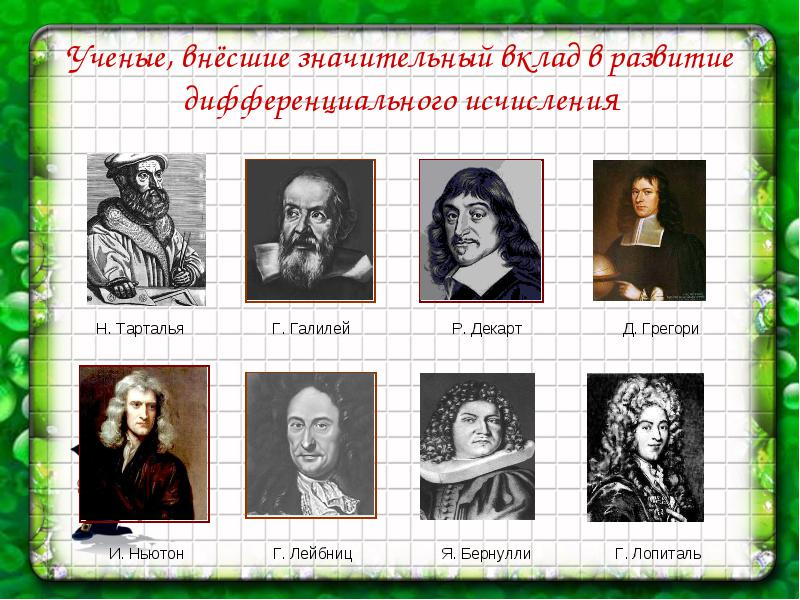 Ученые, внёсшие значительный вклад в развитие
дифференциального исчисления
Н. Тарталья
Г. Галилей
Р. Декарт
Д. Грегори
И. Ньютон
Г. Лейбниц
Я. Бернулли
Г. Лопиталь